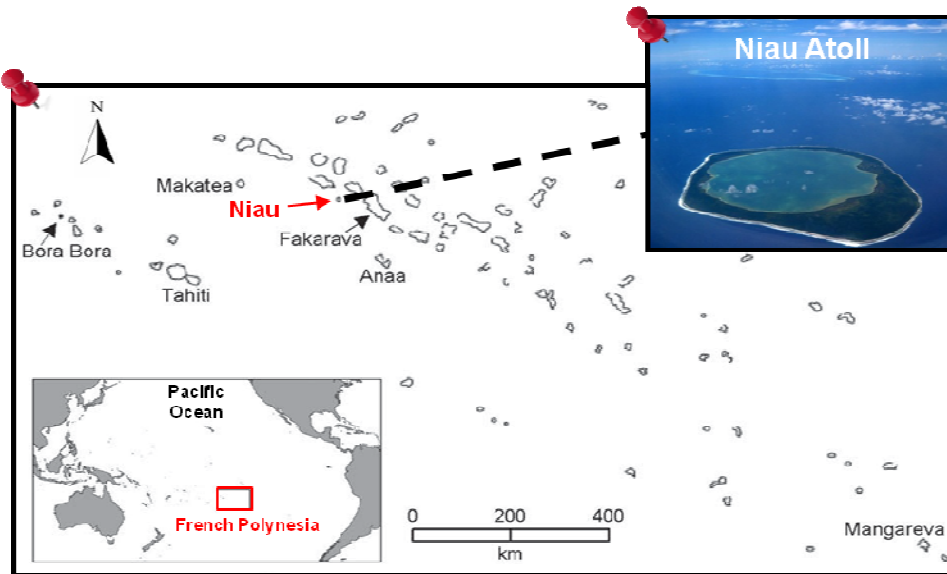 Niau Atoll
N
Makatea
Niau
Fakarava
Bora Bora
Anaa
Tahiti
Pacific
Ocean
French Polynesia
0 200 400
km
Mangareva